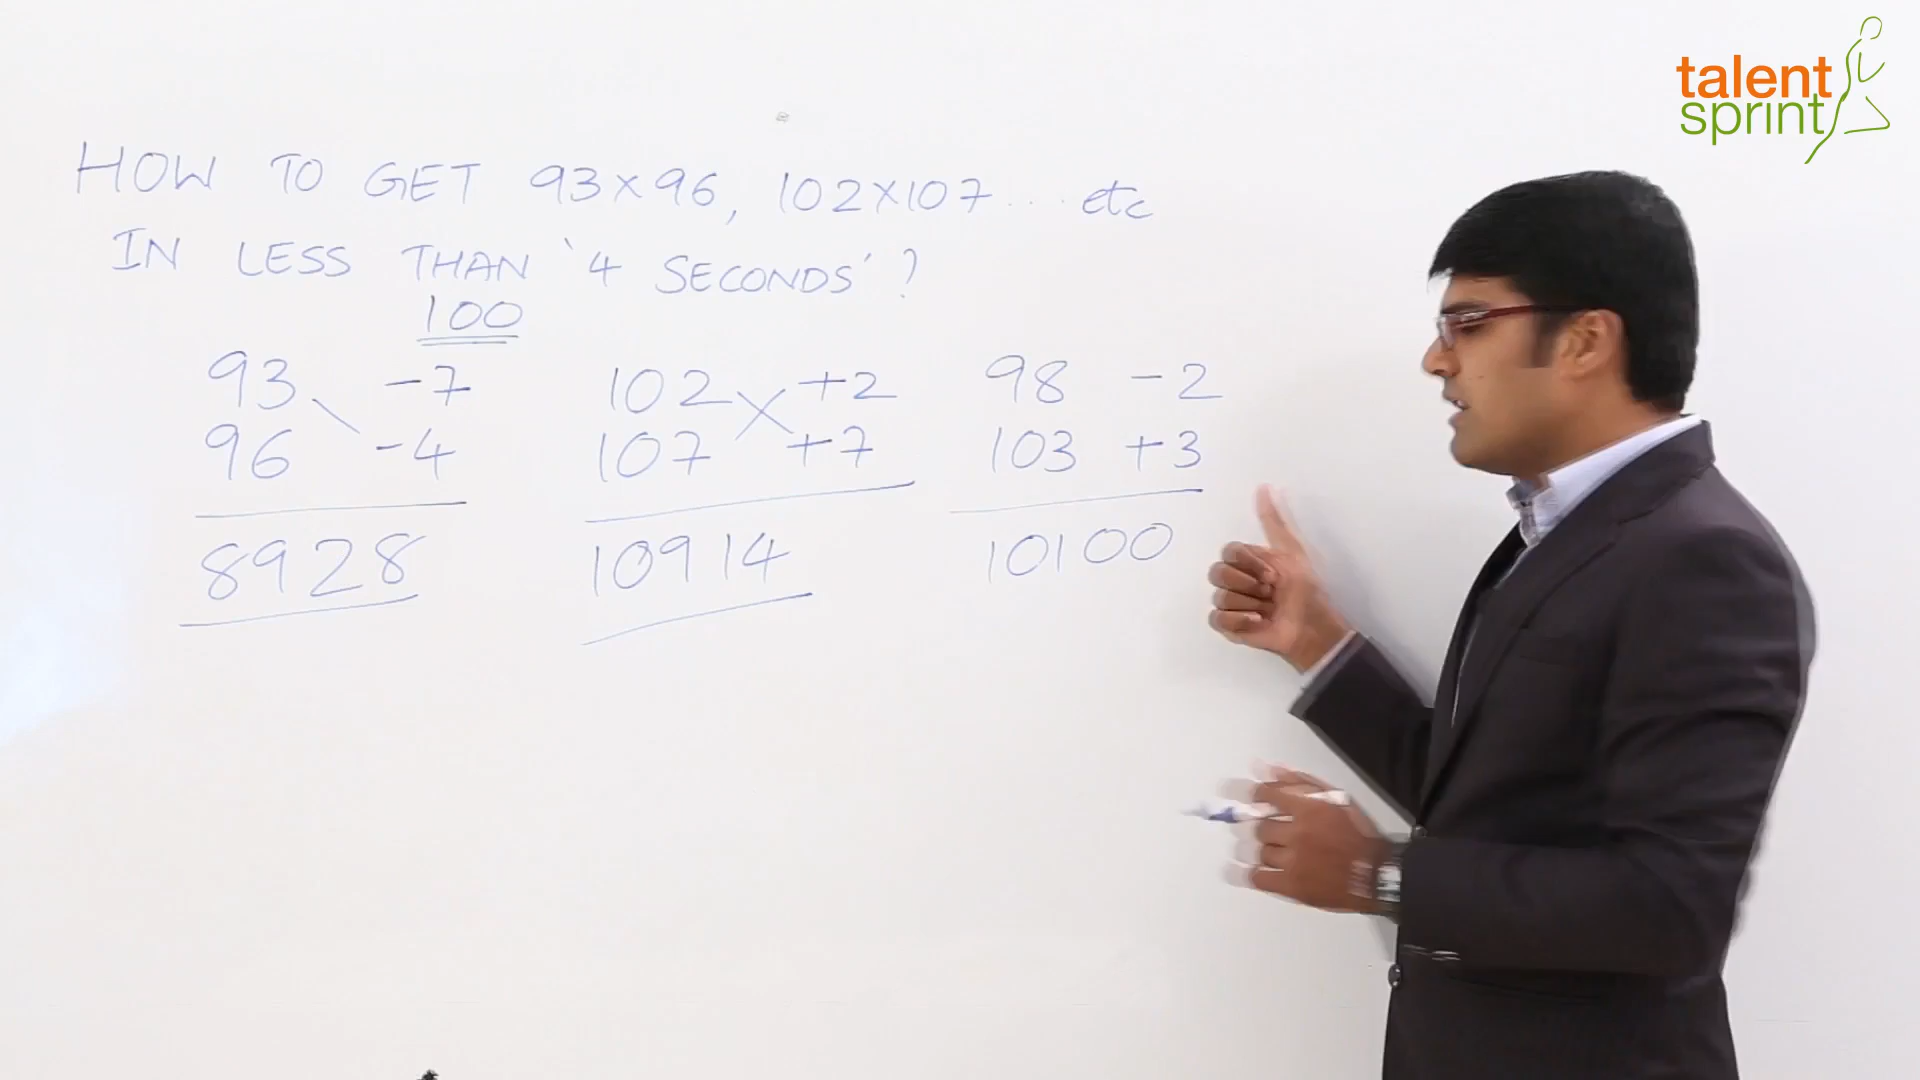 talent
sprint
HOW TO GET 93×96, 102×107.... etc
IN LESS THAN '4 SECONDS'?
100
93 -7 102 +2 98 -2
96 -4 107 +7 103 +3
8928 10914 10100